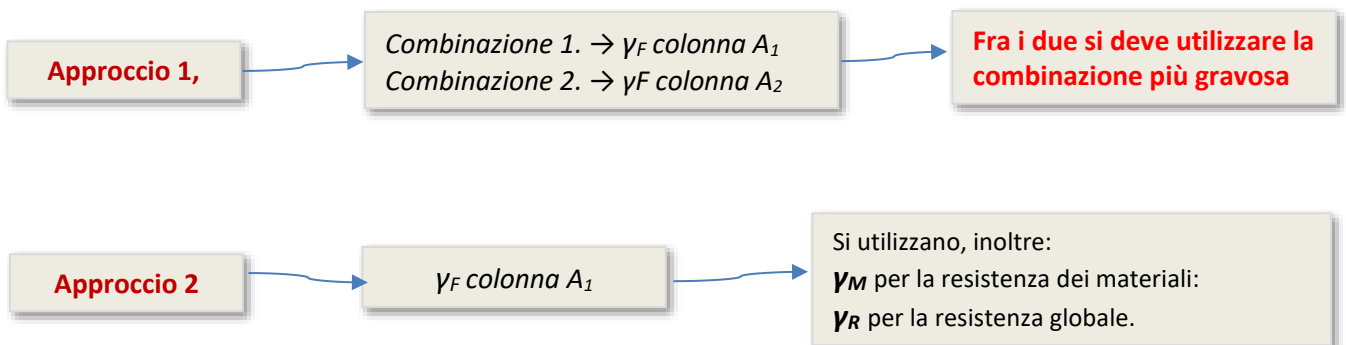 Approccio 1,
Combinazione 1. → γF colonna A1
Combinazione 2. → γF colonna A2
Fra i due si deve utilizzare la
combinazione più gravosa
Approccio 2
γF colonna A1
Si utilizzano, inoltre:
γM per la resistenza dei materiali:
γR per la resistenza globale.